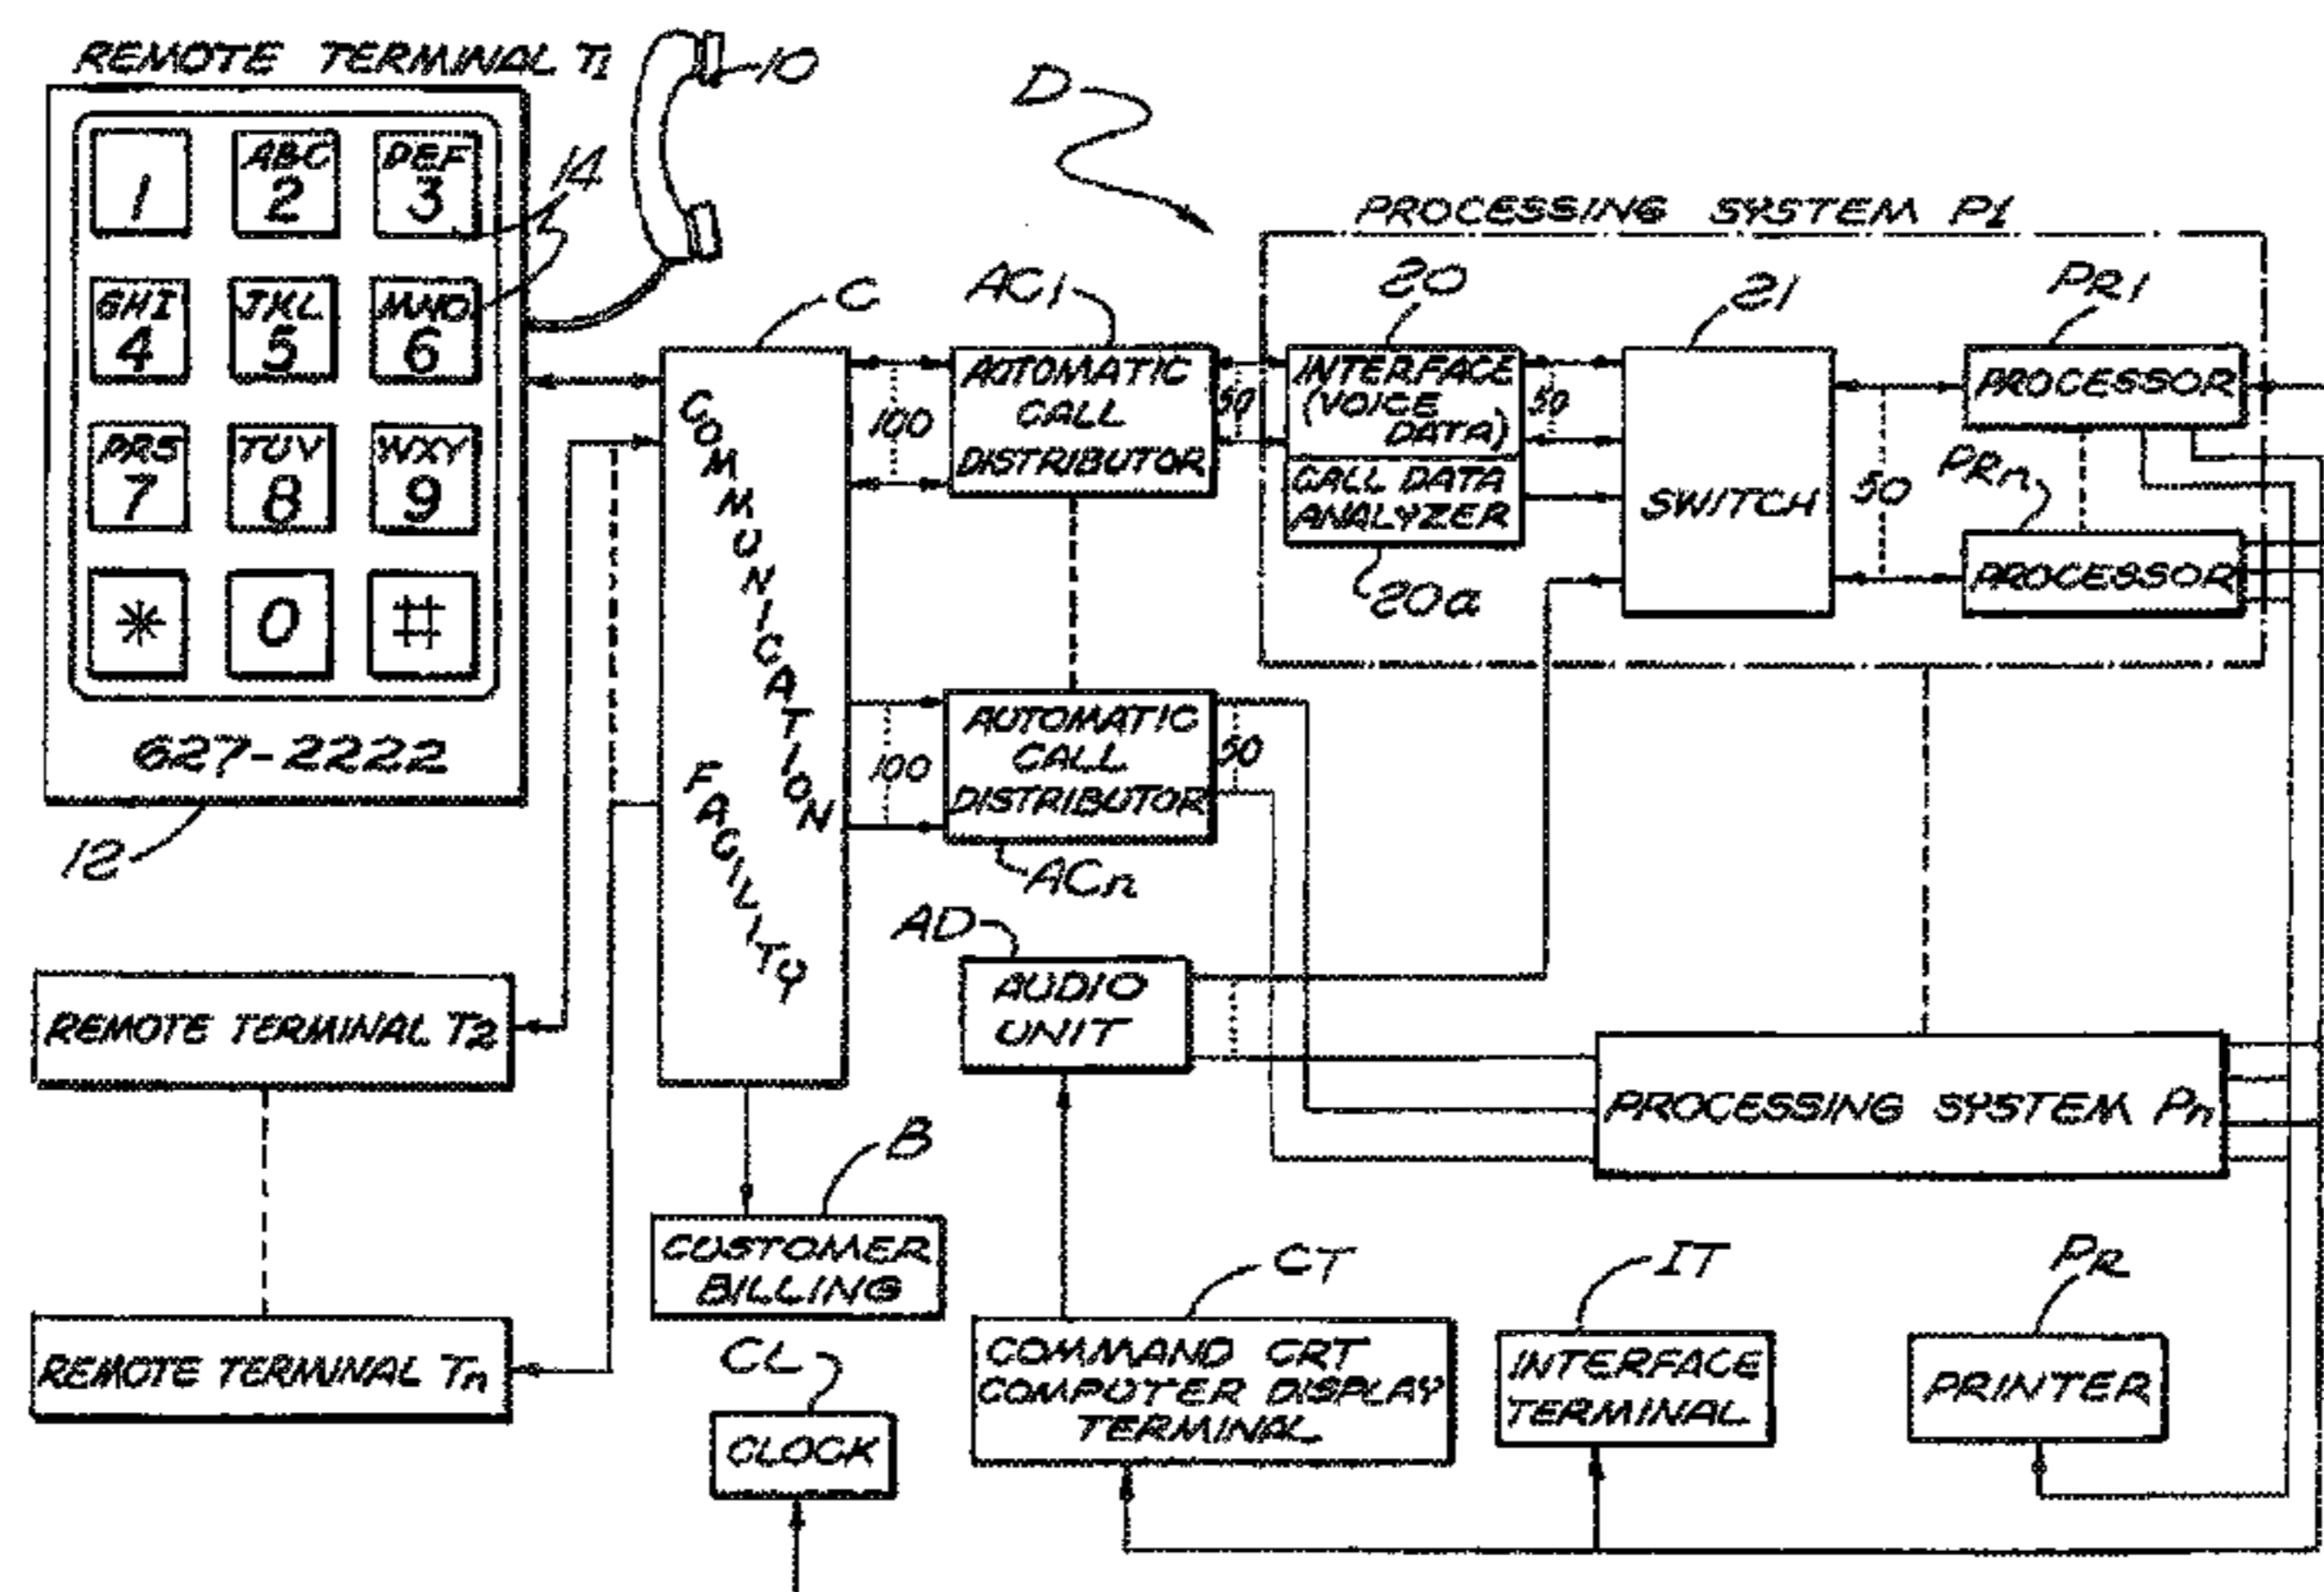 REMOTE TERMINAL T1
10
D
1
ABC
2
DEF
3
14
GHI
4
JKL
5
MNO
6
PRS
7
TUV
8
WXY
9
*
0
#
627-2222
12
PROCESSING SYSTEM P1
C
AC1
20
21
PR1
COMMUNICATION
FACILITY
100
AUTOMATIC
CALL
DISTRIBUTOR
50
INTERFACE
(VOICE
DATA)
CALL DATA
ANALYZER
20a
50
SWITCH
50
PROCESSOR
PRn
PROCESSOR
100
AUTOMATIC
CALL
DISTRIBUTOR
50
ACn
AD
AUDIO
UNIT
REMOTE TERMINAL T2
PROCESSING SYSTEM Pn
B
CUSTOMER
BILLING
CT
IT
PR
REMOTE TERMINAL Tn
CL
CLOCK
COMMAND CRT
COMPUTER DISPLAY
TERMINAL
INTERFACE
TERMINAL
PRINTER